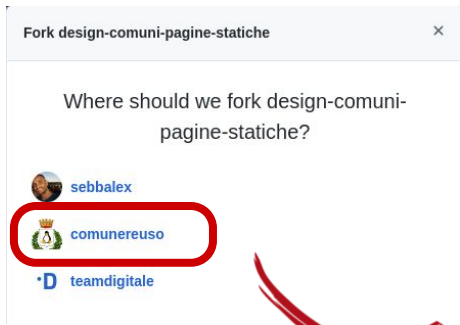 Fork design-comuni-pagine-statiche ×
Where should we fork design-comuni-
pagine-statiche?
sebbalex
comunereuso
teamdigitale